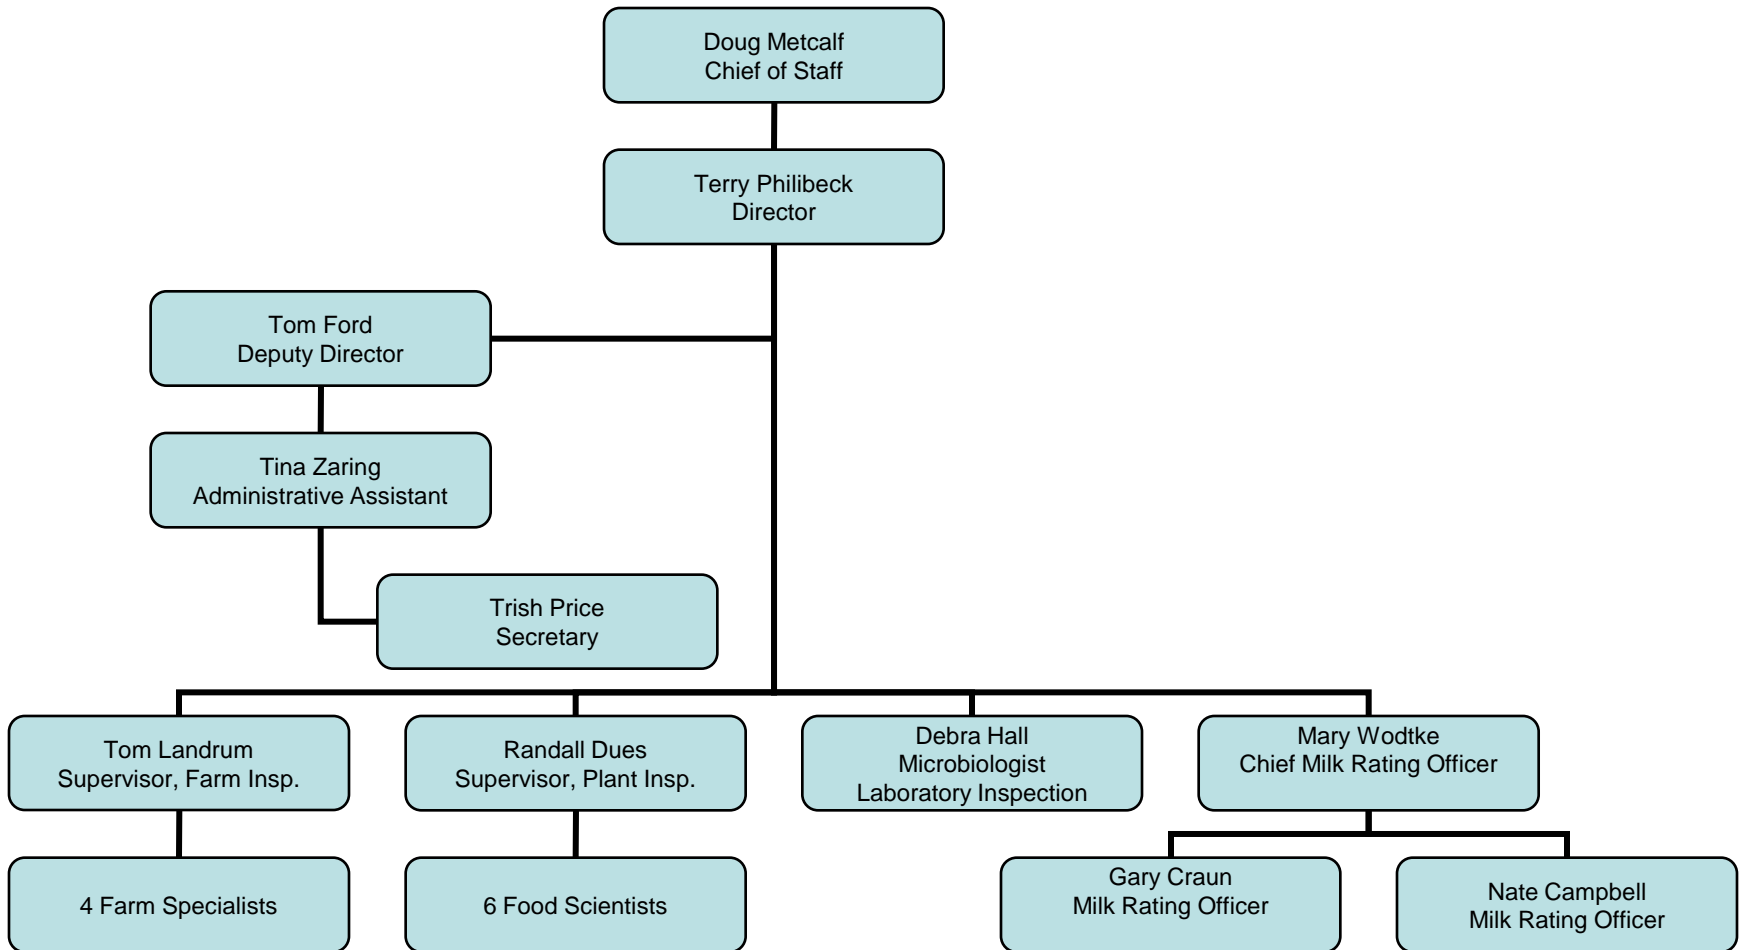 Doug Metcalf
Chief of Staff
Terry Philibeck
Director
Tom Ford
Deputy Director
Tina Zaring
Administrative Assistant
Trish Price
Secretary
Tom Landrum
Supervisor, Farm Insp.
Randall Dues
Supervisor, Plant Insp.
Debra Hall
Microbiologist
Laboratory Inspection
Mary Wodtke
Chief Milk Rating Officer
4 Farm Specialists
6 Food Scientists
Gary Craun
Milk Rating Officer
Nate Campbell
Milk Rating Officer